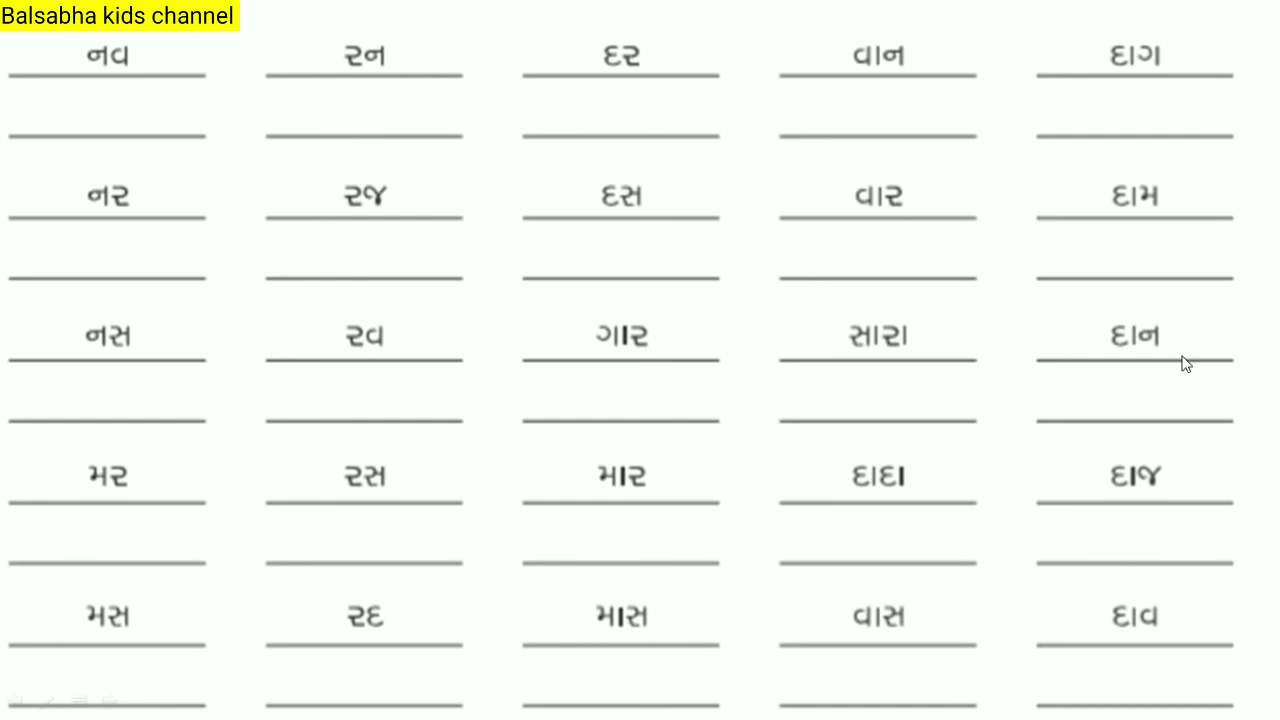 Balsabha kids channel
નવ રન દર વાન દાગ
નર રજ દસ વાર દામ
નસ રવ ગાર સારા દાન
મર રસ માર દાદા દાજ
મસ રદ માસ વાસ દાવ